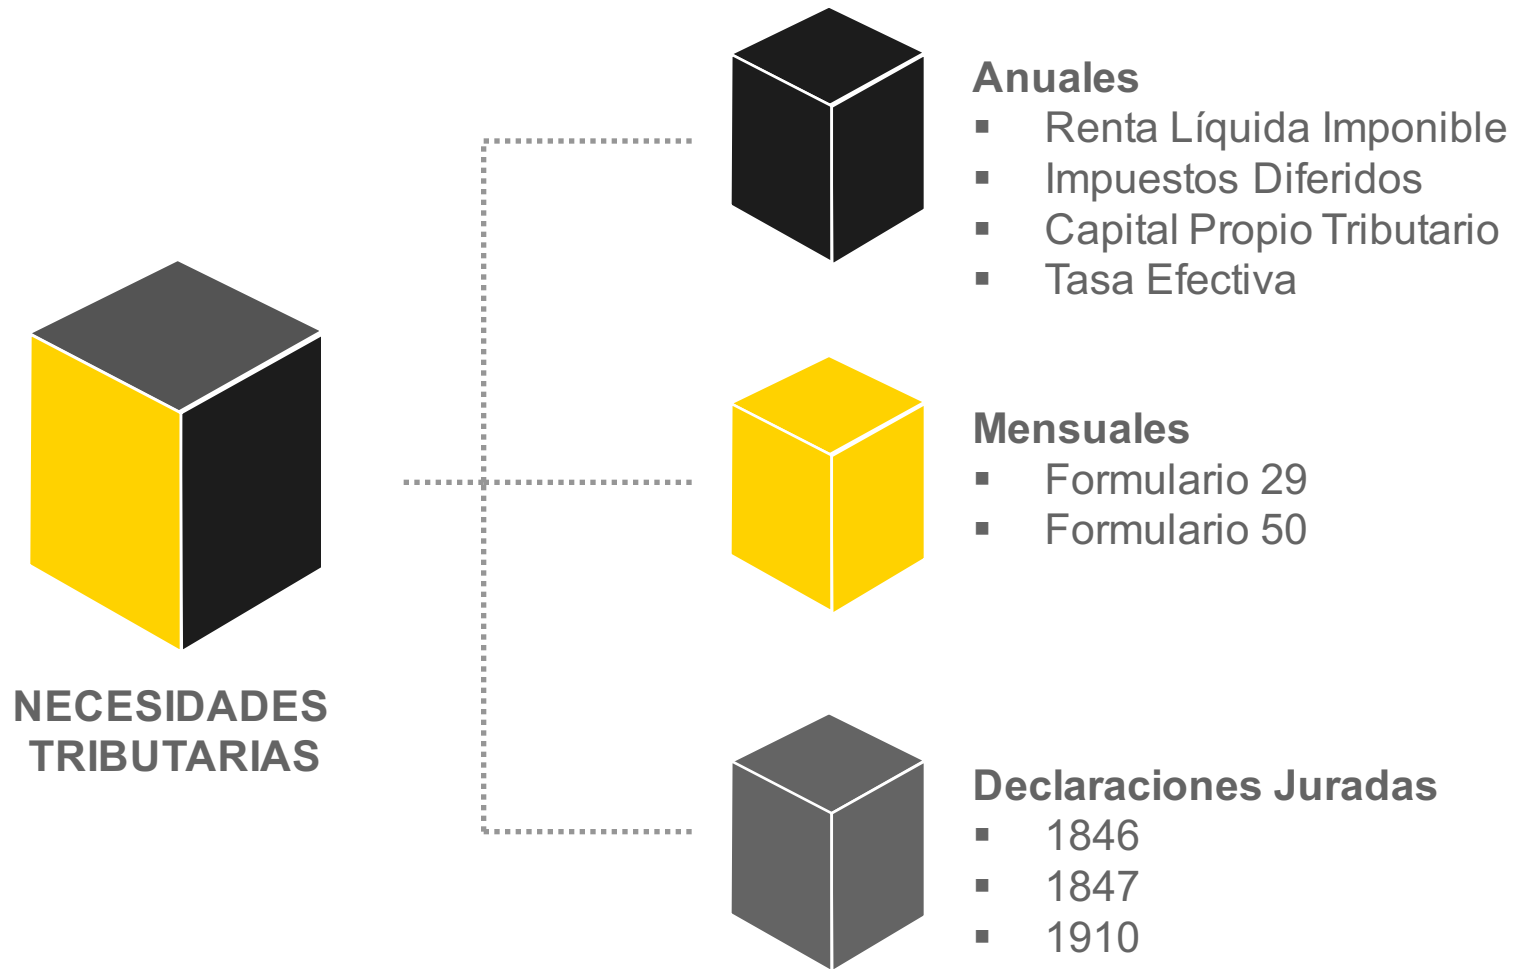 NECESIDADES
TRIBUTARIAS
Anuales
▪ Renta Líquida Imponible
▪ Impuestos Diferidos
▪ Capital Propio Tributario
▪ Tasa Efectiva
Mensuales
▪ Formulario 29
▪ Formulario 50
Declaraciones Juradas
▪ 1846
▪ 1847
▪ 1910